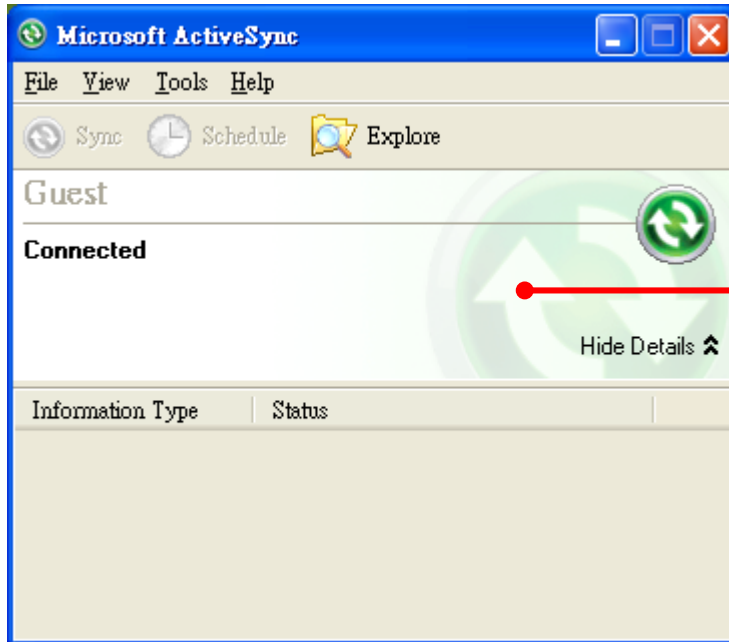 Microsoft ActiveSync
File View Tools Help
Sync Schedule Explore
Guest
Connected
Hide Details
Information Type Status